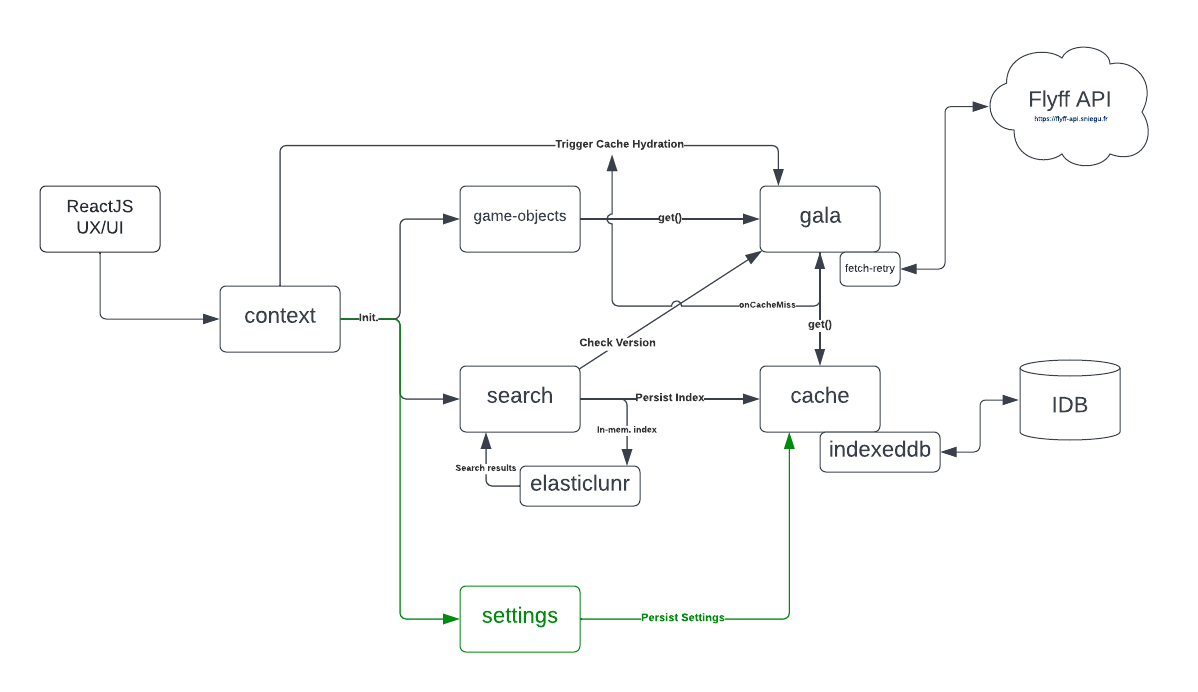 Flyff API
https://flyff-api.sniegu.fr
Trigger Cache Hydration
ReactJS
UX/UI
game-objects
get()
gala
fetch-retry
context
Init.
onCacheMiss
get()
Check Version
search
Persist Index
cache
IDB
In-mem. index
indexeddb
Search results
elasticlunr
settings
Persist Settings